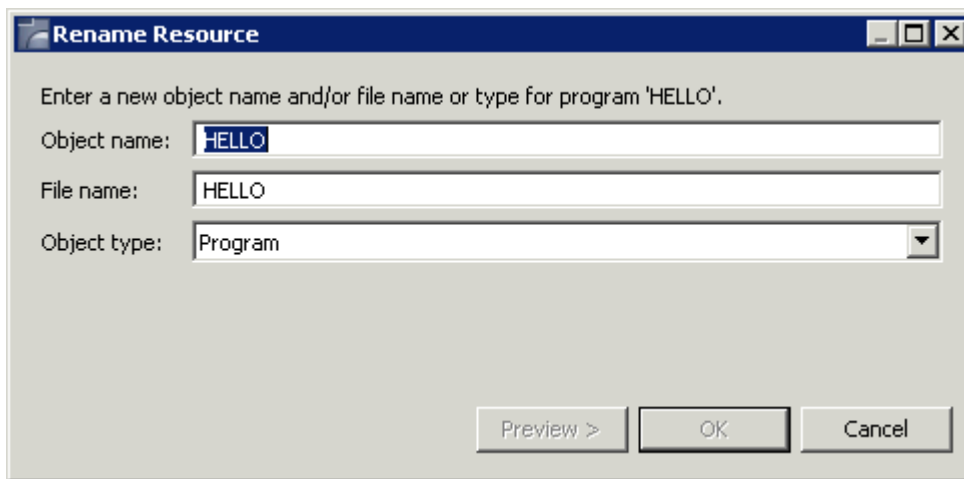 Rename Resource
Enter a new object name and/or file name or type for program 'HELLO'.
Object name: HELLO
File name: HELLO
Object type: Program
Preview > OK Cancel